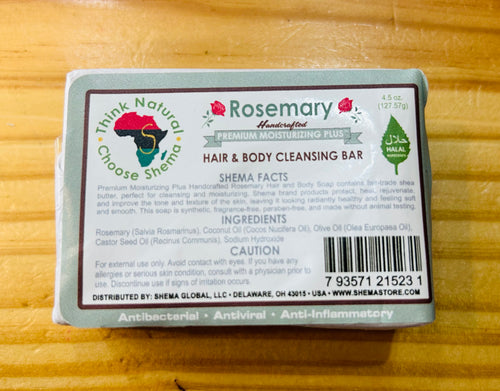 Think Natural
Choose Shema
S
Rosemary
Handcrafted
PREMIUM MOISTURIZING PLUS
HAIR & BODY CLEANSING BAR
4.5 oz.
(127.57g)
حلال
HALAL
INGREDIENTS
SHEMA FACTS
Premium Moisturizing Plus Handcrafted Rosemary Hair and Body Soap contains fair-trade shea
butter, perfect for cleansing and moisturizing. Shema brand products protect, heal, rejuvenate,
and improve the tone and texture of the skin, leaving it looking radiantly healthy and feeling soft
and smooth. This soap is synthetic, fragrance-free, paraben-free, and made without animal testing.
INGREDIENTS
Rosemary (Salvia Rosmarinus), Coconut Oil (Cocos Nucifera Oil), Olive Oil (Olea Europaea Oil),
Castor Seed Oil (Racinus Communis), Sodium Hydroxide
CAUTION
For external use only. Avoid contact with eyes. If you have any
allergies or serious skin condition, consult with a physician prior to
use. Discontinue use if signs of irritation occurs.
7 93571 21523 1
DISTRIBUTED BY: SHEMA GLOBAL, LLC • DELAWARE, OH 43015 • USA • WWW.SHEMASTORE.COM
Antibacterial • Antiviral • Anti-Inflammatory